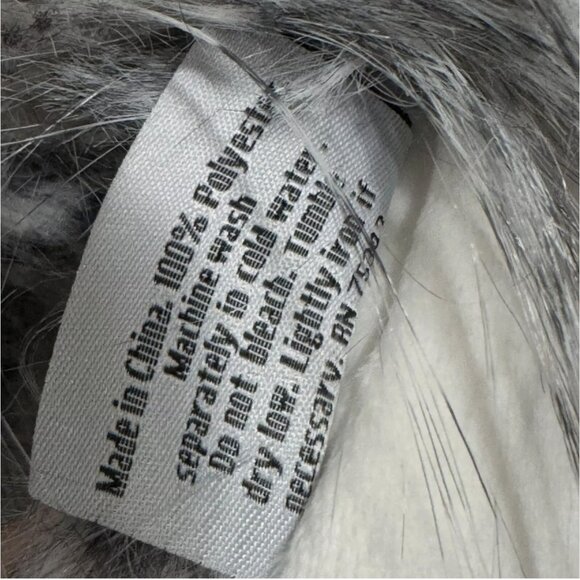 Made in China. 100% Polyester
Machine wash
separately in cold water.
Do not bleach. Tumble
dry low. Lightly iron if
necessary. RN